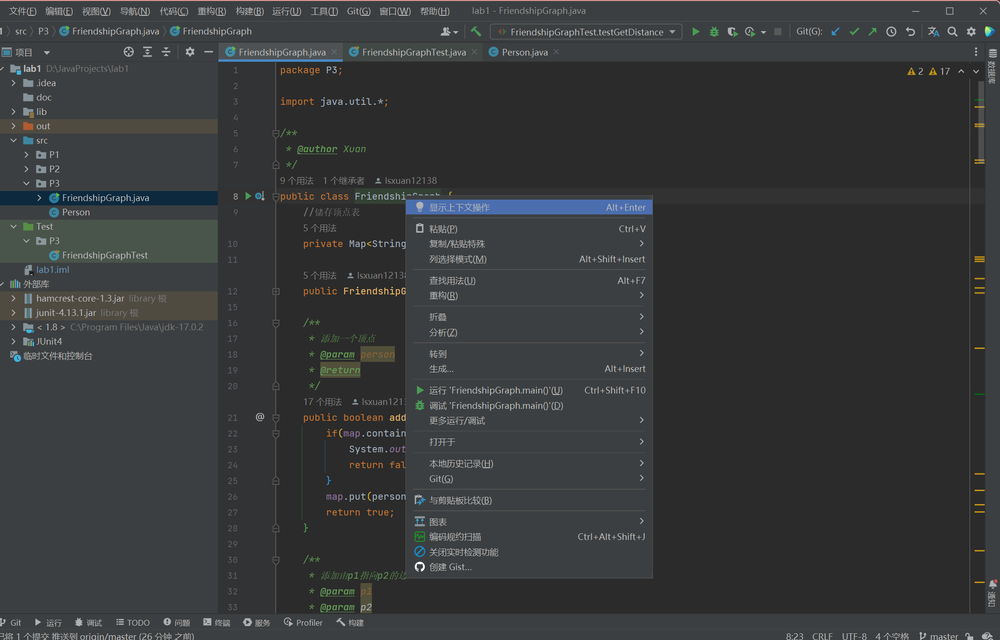 文件(F) 编辑(E) 视图(V) 导航(N) 代码(C) 重构(R) 构建(B) 运行(U) 工具(T) Git(G) 窗口(W) 帮助(H) lab1 - FriendshipGraph.java
1 src P3 FriendshipGraph.java FriendshipGraph FriendshipGraphTest.testGetDistance Git(G):
项目 FriendshipGraph.java FriendshipGraphTest.java Person.java
lab1 D:\JavaProjects\lab1
.idea
doc
lib
out
src
P1
P2
P3
FriendshipGraph.java
Person
Test
P3
FriendshipGraphTest
lab1.iml
外部库
hamcrest-core-1.3.jar library 根
junit-4.13.1.jar library 根
< 1.8 > C:\Program Files\Java\jdk-17.0.2
JUnit4
临时文件和控制台
1 package P3;
2
3 import java.util.*;
4
5 /**
6 * @author Xuan
7 */
9 个用法 1 个继承者 lsxuan12138
8 public class FriendshipGraph {
9 //储存顶点表
5 个用法
10 private Map<String
11
5 个用法 lsxuan12138
12 public FriendshipG
15
16 /**
17 * 添加一个顶点
18 * @param person
19 * @return
20 */
17 个用法 lsxuan1213
21 @ public boolean add
22 if(map.contain
23 System.out
24 return fal
25 }
26 map.put(person
27 return true;
28 }
29
30 /**
31 * 添加由p1指向p2的边
32 * @param p1
33 * @param p2
2 17
显示上下文操作 Alt+Enter
粘贴(P) Ctrl+V
复制/粘贴特殊
列选择模式(M) Alt+Shift+Insert
查找用法(U) Alt+F7
重构(R)
折叠
分析(Z)
转到
生成... Alt+Insert
运行 'FriendshipGraph.main()'(U) Ctrl+Shift+F10
调试 'FriendshipGraph.main()'(D)
更多运行/调试
打开于
本地历史记录(H)
Git(G)
与剪贴板比较(B)
图表
编码规约扫描 Ctrl+Alt+Shift+J
关闭实时检测功能
创建 Gist...
数据库
通知
Git 运行 调试 TODO 问题 终端 服务 Profiler 构建
已将 1 个提交 推送到 origin/master (26 分钟 之前) 8:23 CRLF UTF-8 4 个空格 master